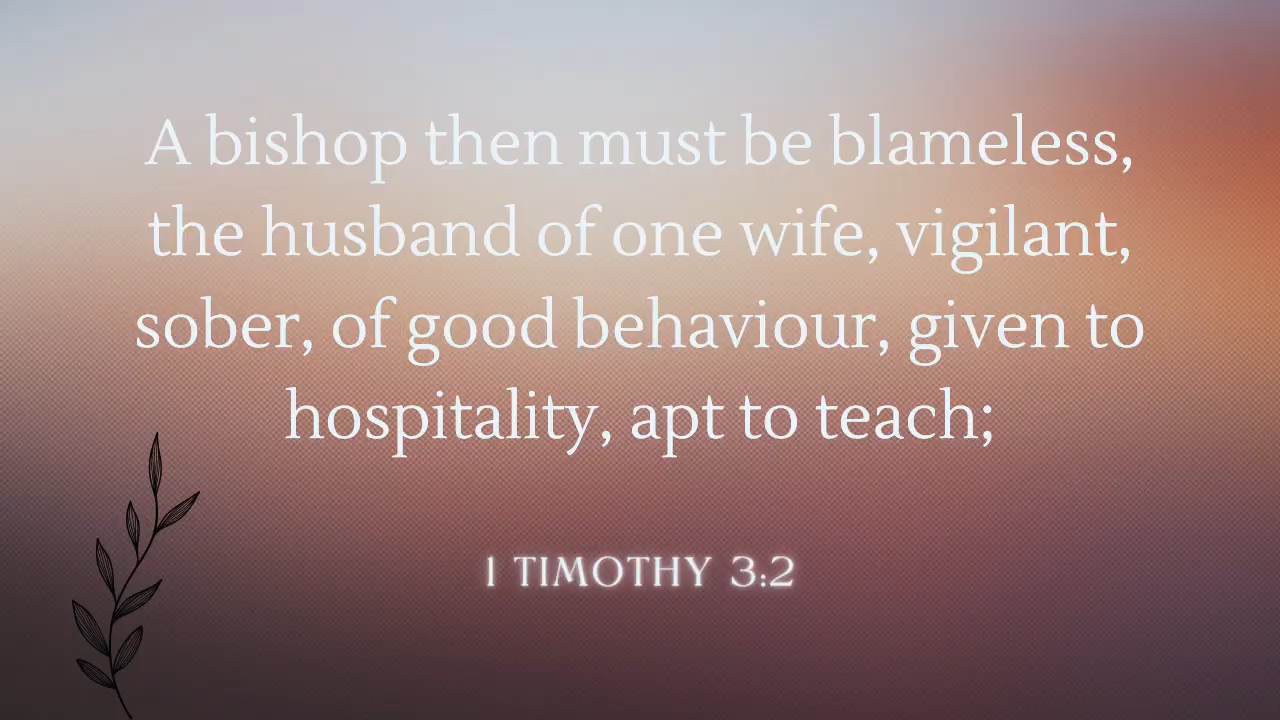 A bishop then must be blameless,
the husband of one wife, vigilant,
sober, of good behaviour, given to
hospitality, apt to teach;
1 TIMOTHY 3:2